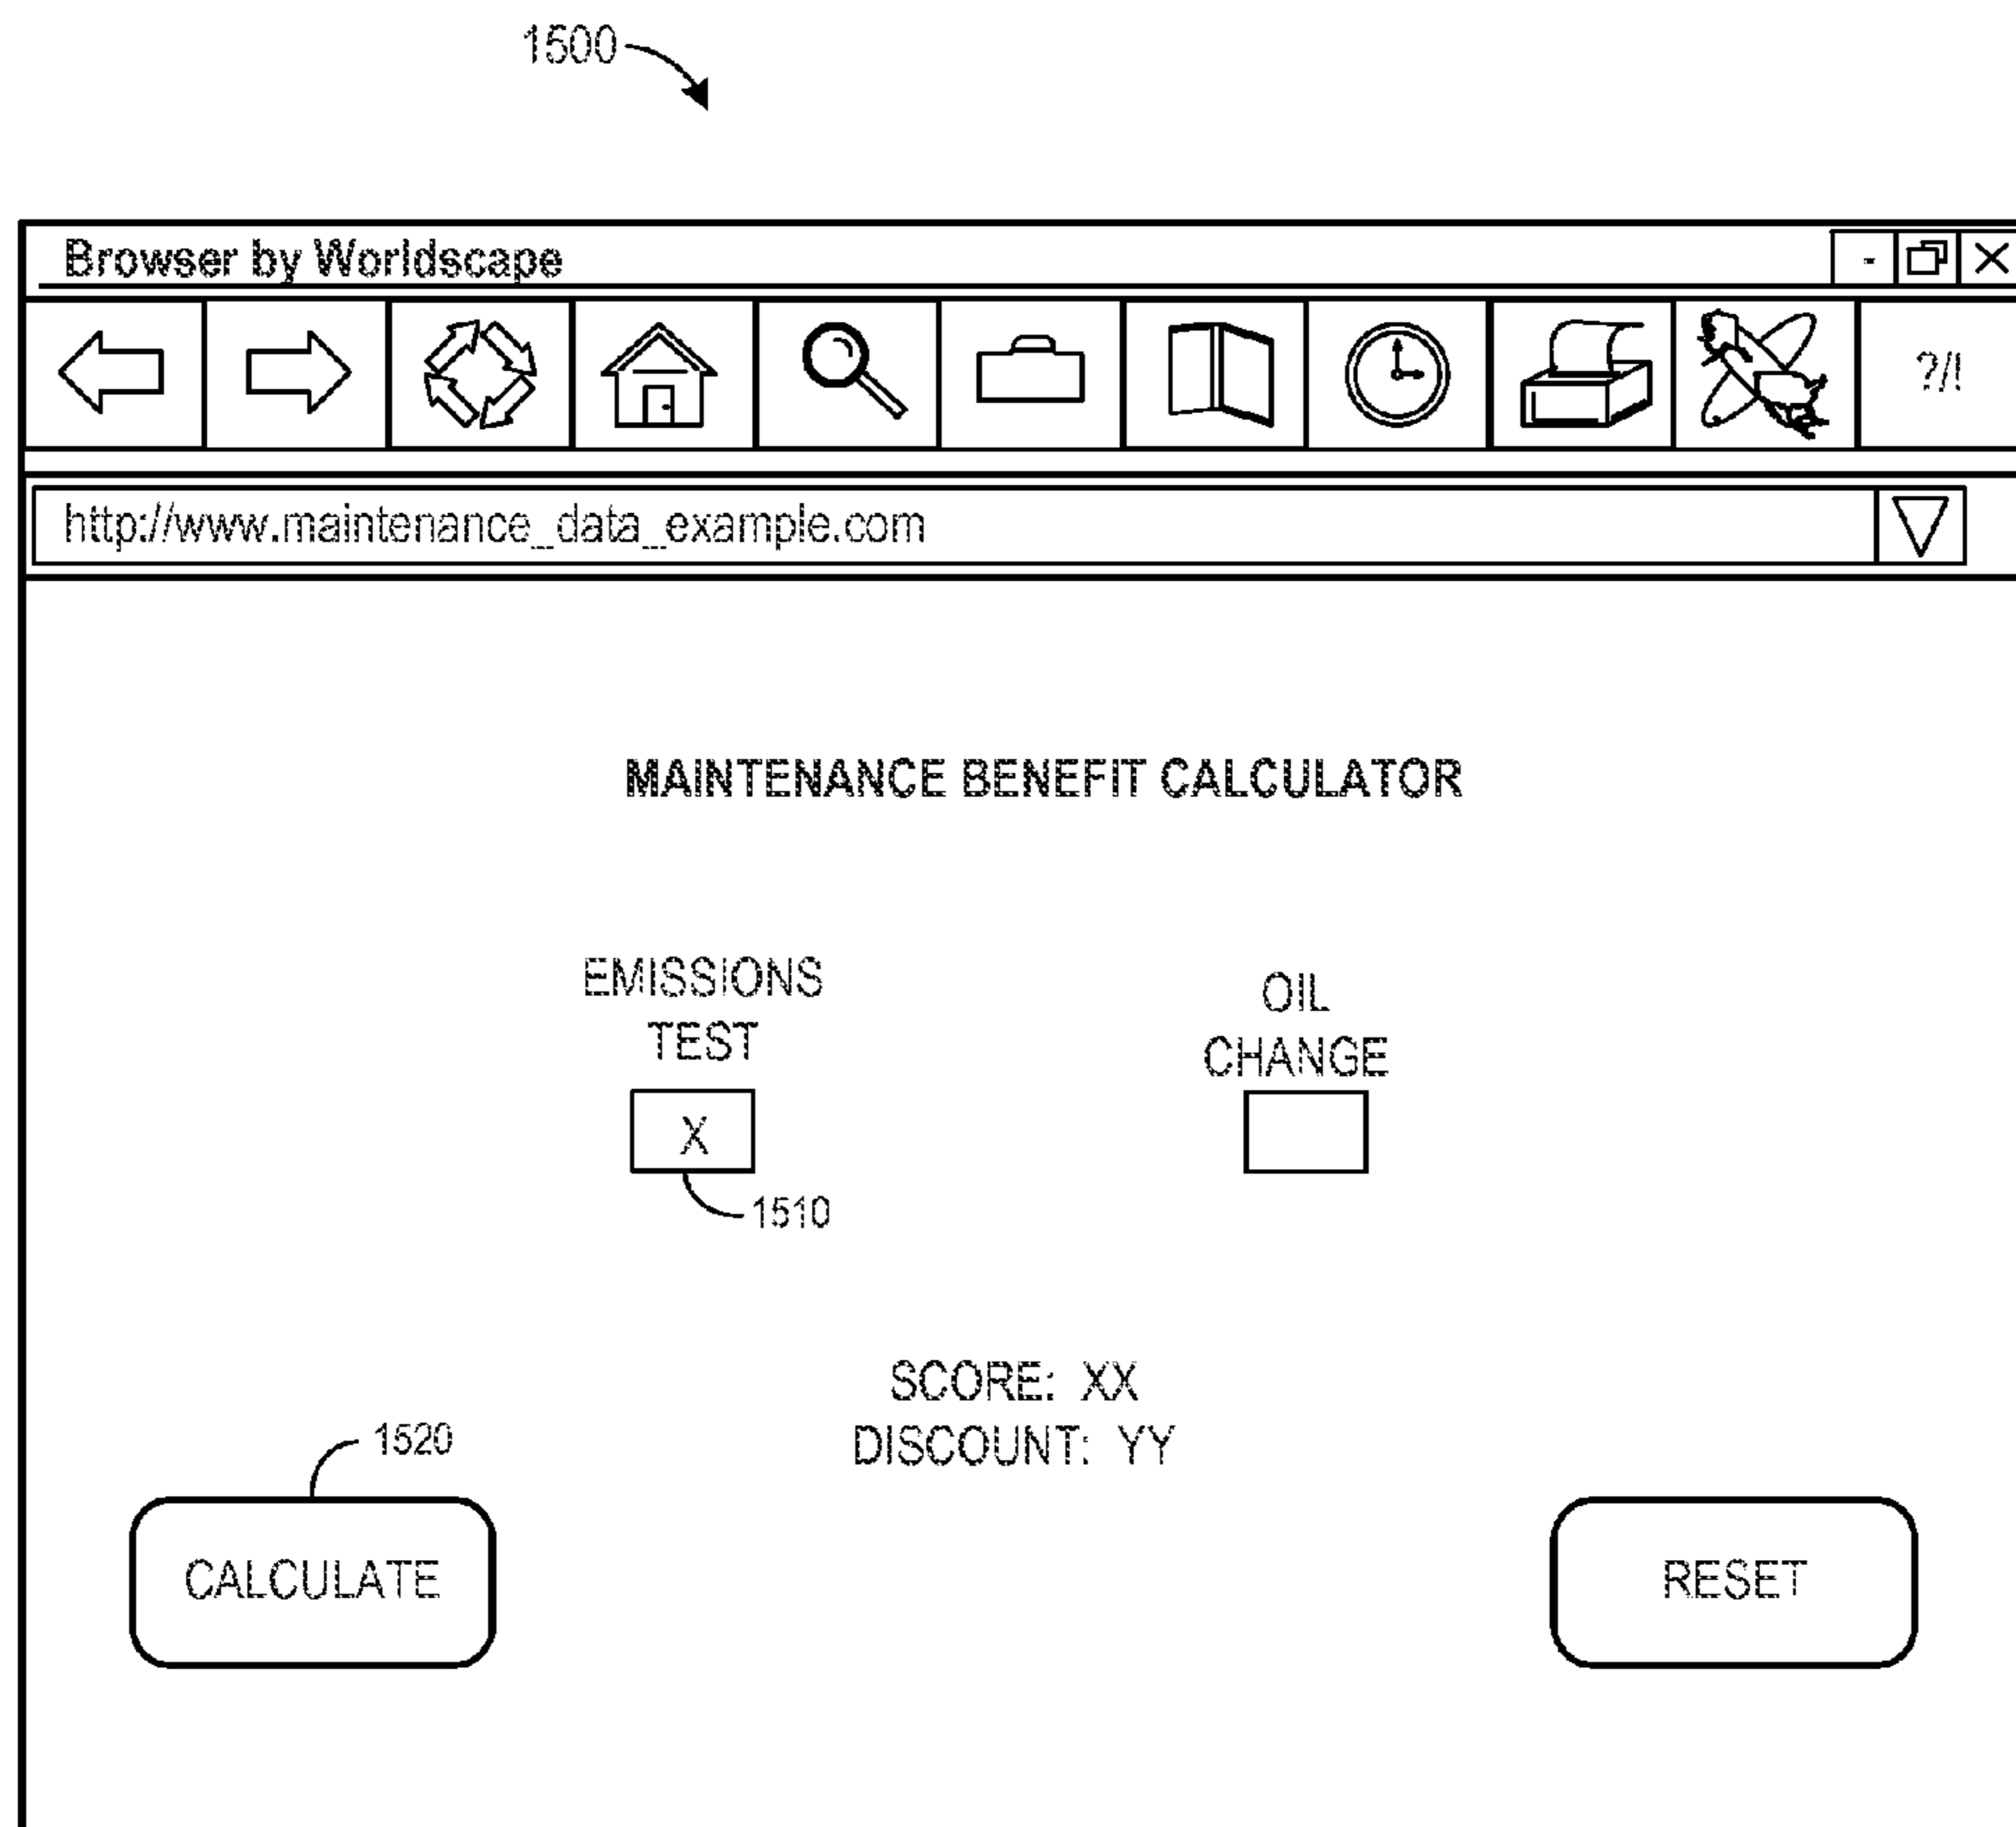 1500
Browser by Worldscape
?/!
http://www.maintenance_data_example.com
MAINTENANCE BENEFIT CALCULATOR
EMISSIONS
TEST
OIL
CHANGE
X
1510
SCORE: XX
DISCOUNT: YY
1520
CALCULATE
RESET